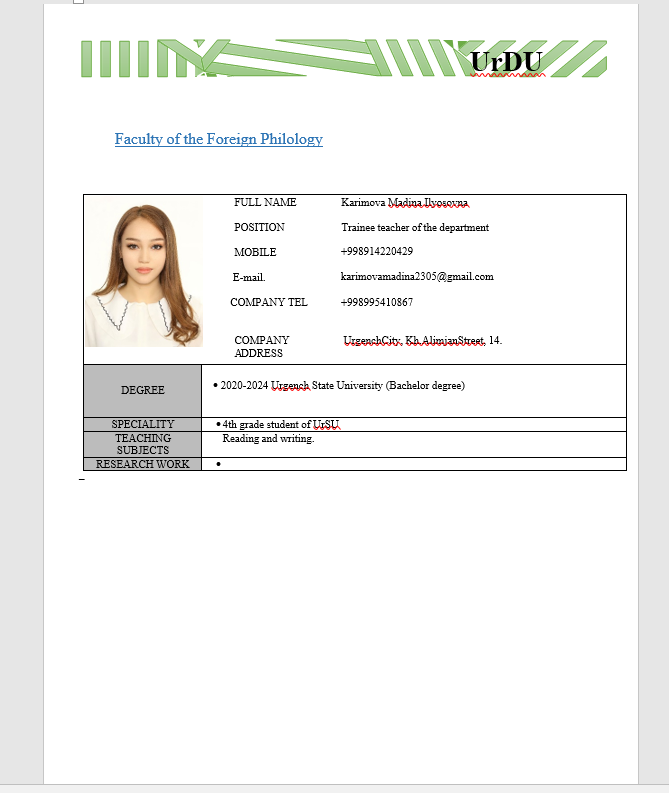 UrDU
Faculty of the Foreign Philology
FULL NAME Karimova Madina Ilyosovna
POSITION Trainee teacher of the department
MOBILE +998914220429
E-mail. karimovamadina2305@gmail.com
COMPANY TEL +998995410867
COMPANY ADDRESS UrgenchCity, Kh.AlimjanStreet, 14.
DEGREE • 2020-2024 Urgench State University (Bachelor degree)
SPECIALITY • 4th grade student of UrSU
TEACHING SUBJECTS Reading and writing.
RESEARCH WORK •